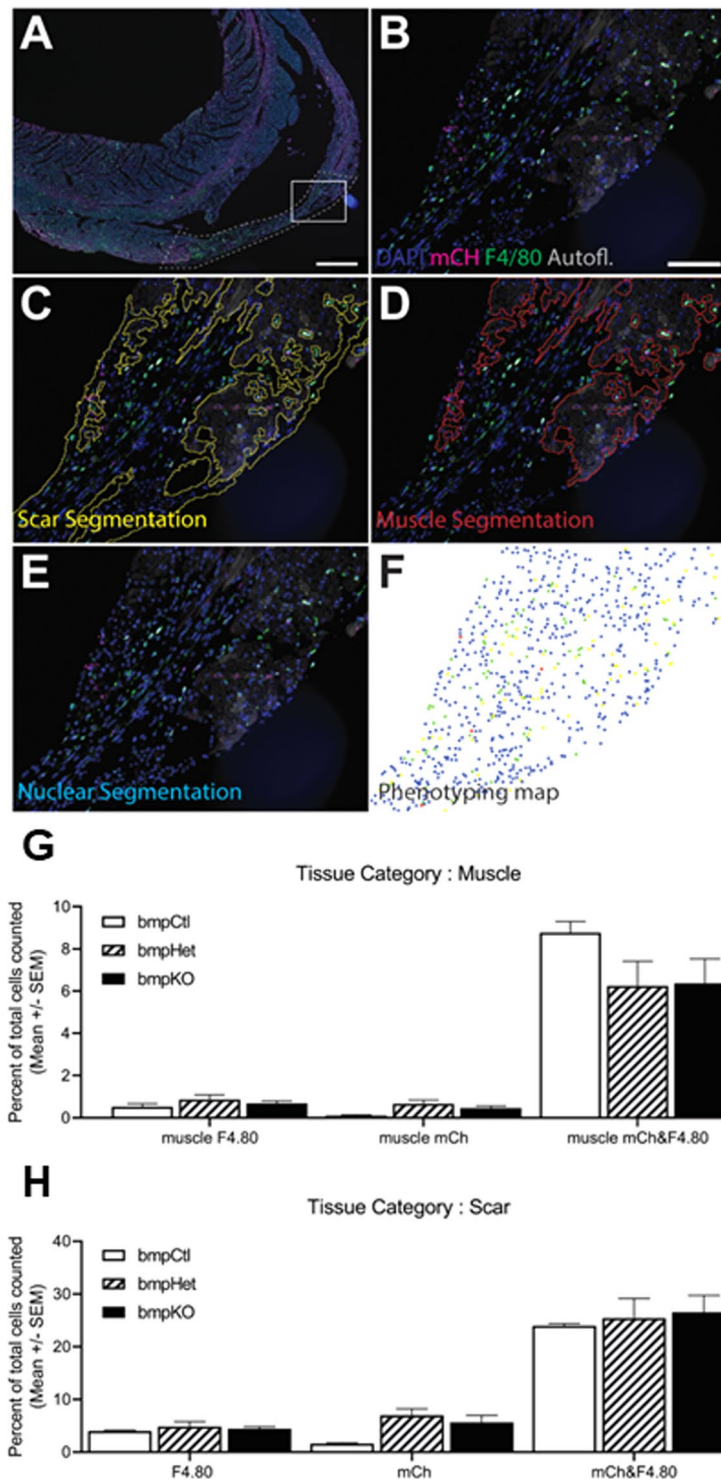 A
B
DAPI mCH F4/80 Autofl.
C
Scar Segmentation
D
Muscle Segmentation
E
Nuclear Segmentation
F
Phenotyping map
G
Tissue Category : Muscle
Percent of total cells counted
(Mean +/- SEM)
10
8
6
4
2
0
bmpCtl
bmpHet
bmpKO
muscle F4.80
muscle mCh
muscle mCh&F4.80
H
Tissue Category : Scar
Percent of total cells counted
(Mean +/- SEM)
40
30
20
10
0
bmpCtl
bmpHet
bmpKO
F4.80
mCh
mCh&F4.80